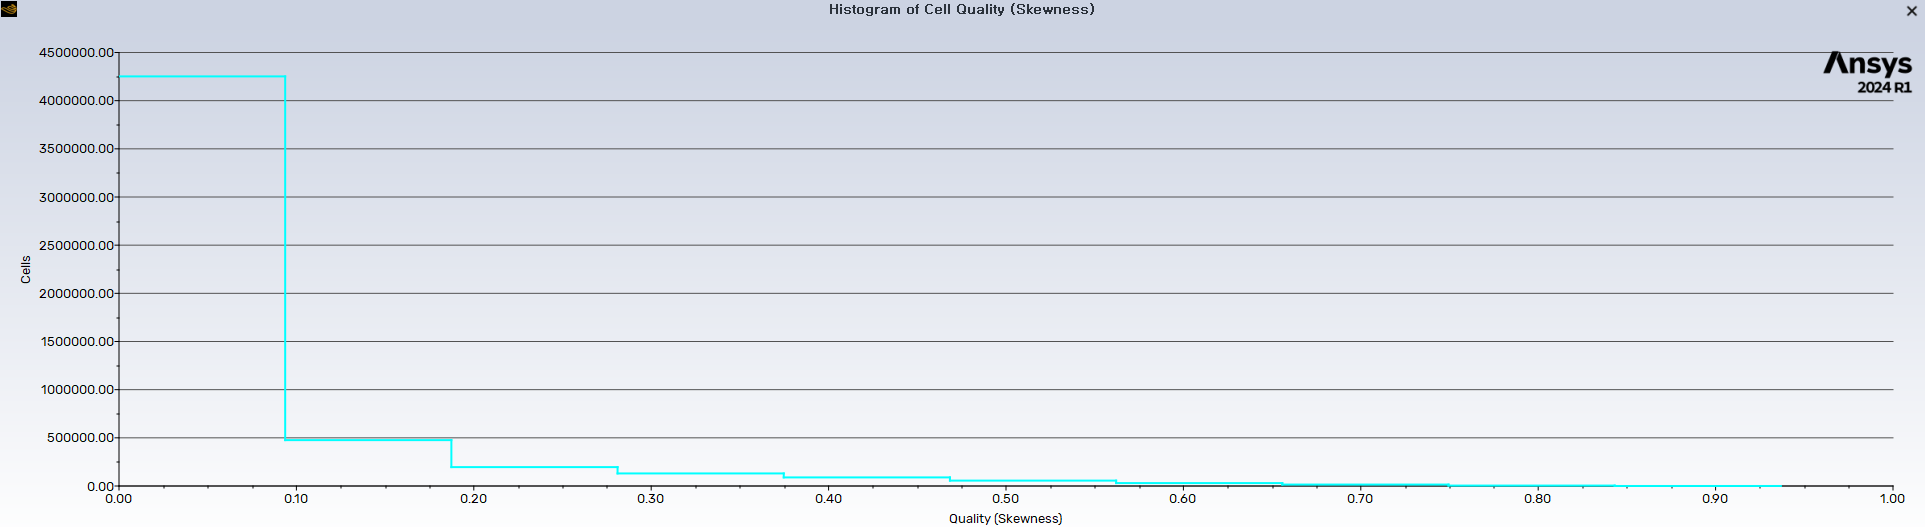 Histogram of Cell Quality (Skewness)
4500000.00
4000000.00
3500000.00
3000000.00
2500000.00
2000000.00
1500000.00
1000000.00
500000.00
0.00
Cells
0.00 0.10 0.20 0.30 0.40 0.50 0.60 0.70 0.80 0.90 1.00
Quality (Skewness)
Ansys
2024 R1